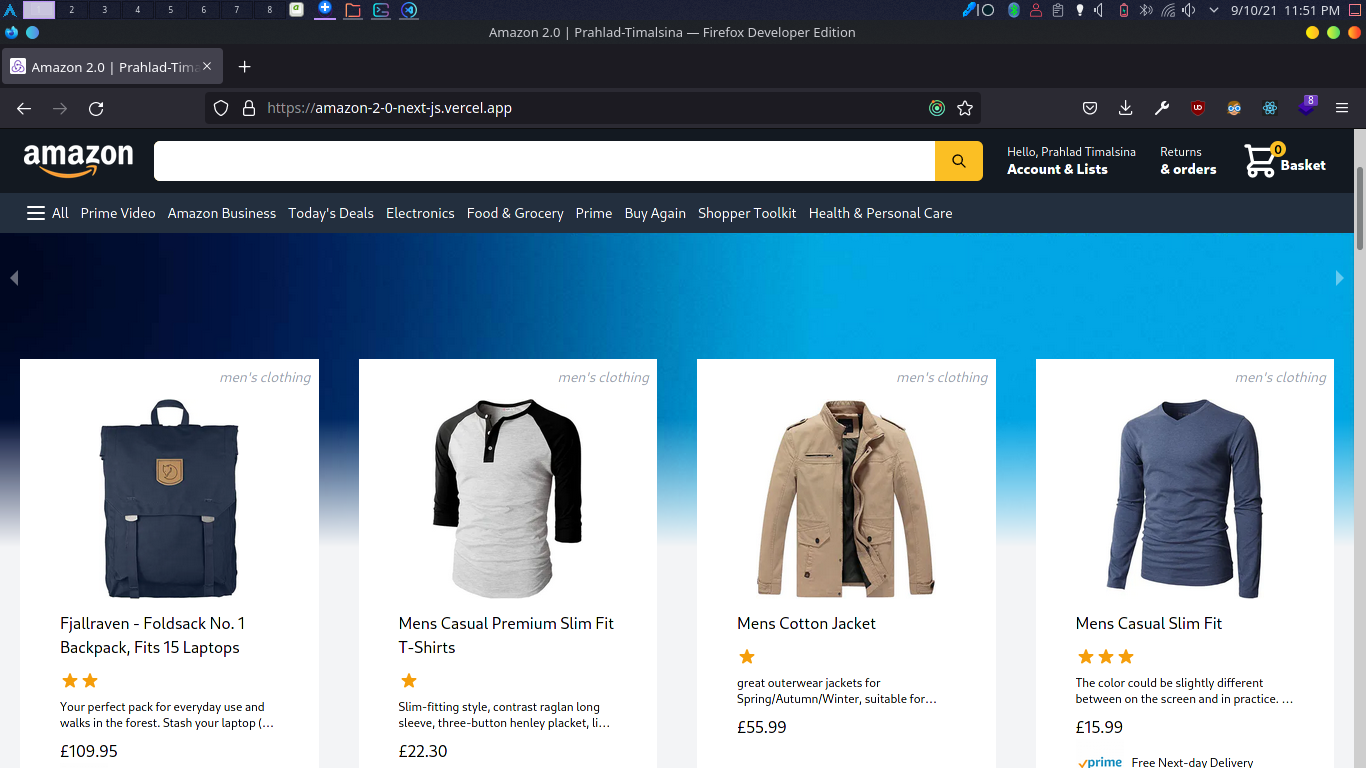 1 2 3 4 5 6 7 8 9/10/21 11:51 PM
Amazon 2.0 | Prahlad-Timalsina — Firefox Developer Edition
Amazon 2.0 | Prahlad-Tima
https://amazon-2-0-next-js.vercel.app
8
amazon
Hello, Prahlad Timalsina
Account & Lists
Returns
& orders
0
Basket
All Prime Video Amazon Business Today's Deals Electronics Food & Grocery Prime Buy Again Shopper Toolkit Health & Personal Care
men's clothing
Fjallraven - Foldsack No. 1
Backpack, Fits 15 Laptops
Your perfect pack for everyday use and
walks in the forest. Stash your laptop (...
£109.95
men's clothing
Mens Casual Premium Slim Fit
T-Shirts
Slim-fitting style, contrast raglan long
sleeve, three-button henley placket, li...
£22.30
men's clothing
Mens Cotton Jacket
great outerwear jackets for
Spring/Autumn/Winter, suitable for...
£55.99
men's clothing
Mens Casual Slim Fit
The color could be slightly different
between on the screen and in practice. ...
£15.99
prime Free Next-day Delivery